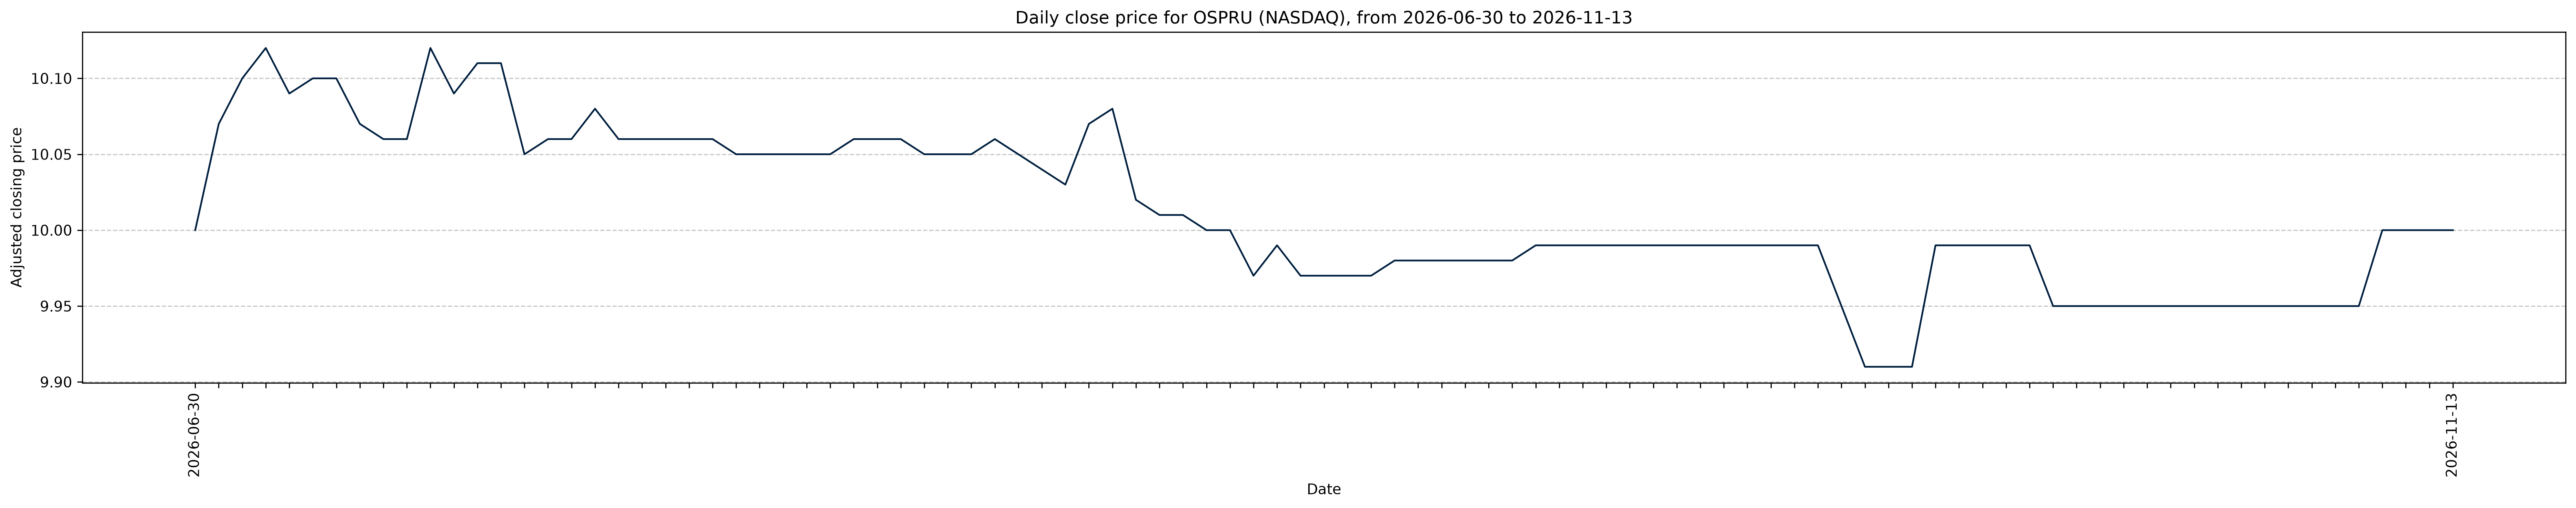 Daily close price for OSPRU (NASDAQ), from 2026-06-30 to 2026-11-13
Adjusted closing price
10.10
10.05
10.00
9.95
9.90
2026-06-30
2026-11-13
Date